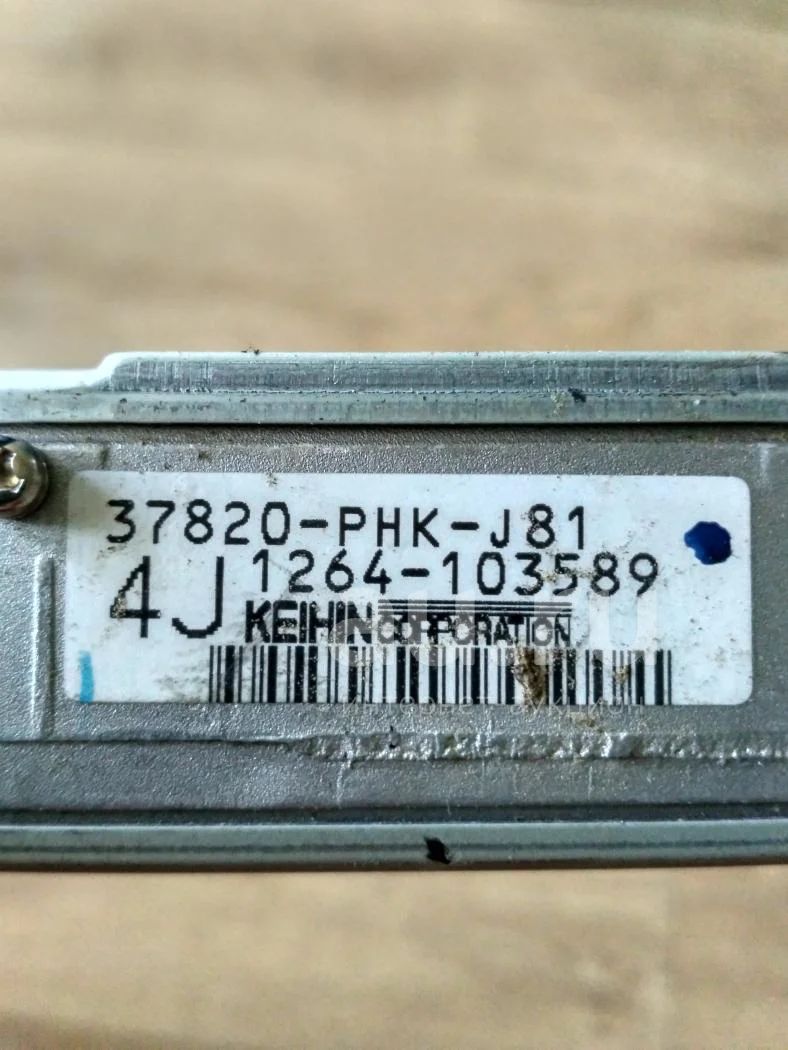 37820-PHK-J81
4J 1264-103589
KEIHIN CORPORATION